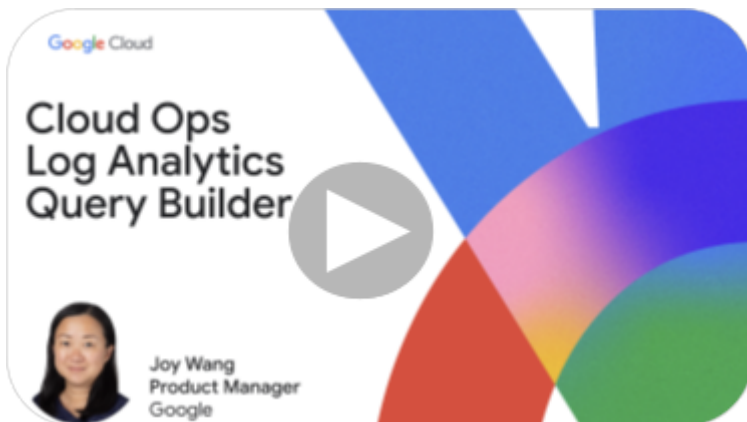 Google Cloud
Cloud Ops
Log Analytics
Query Builder
Joy Wang
Product Manager
Google